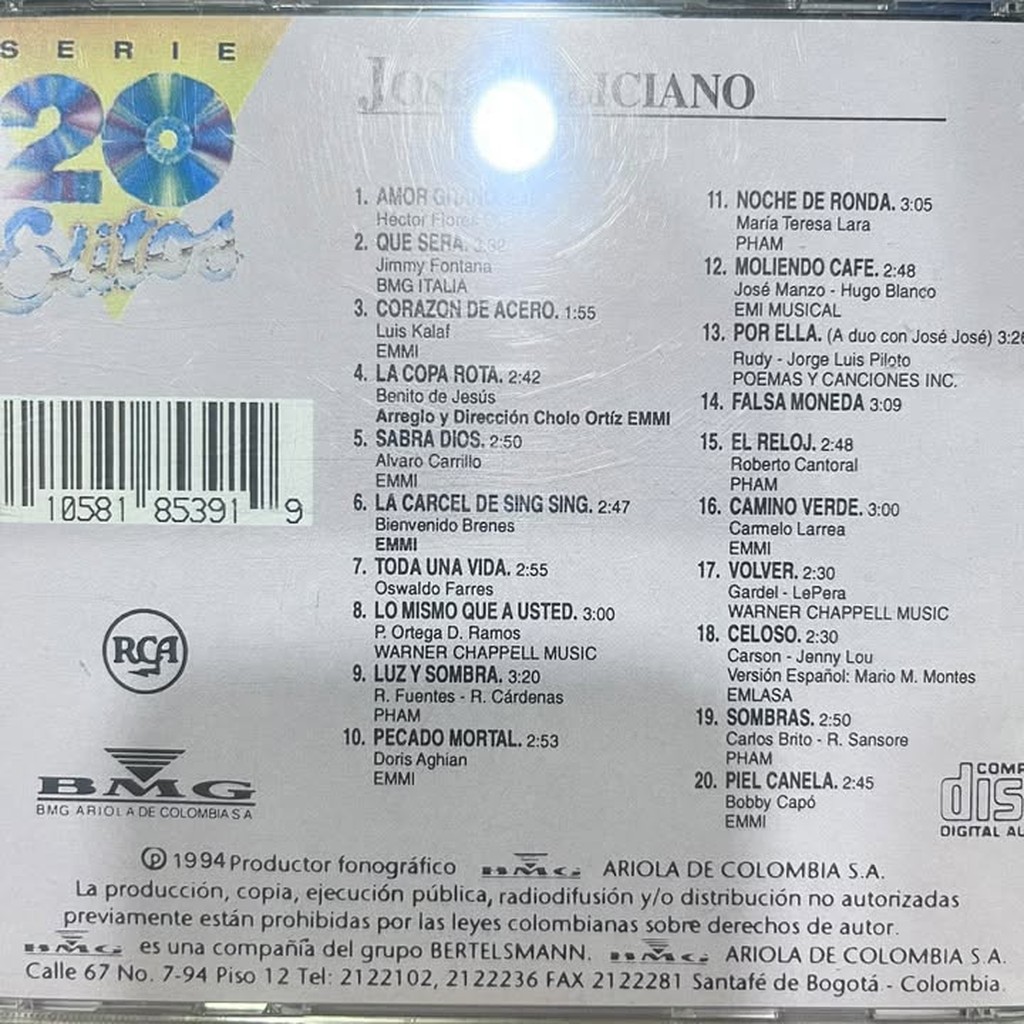 SERIE
20
Exitos
JOSE FELICIANO
1. AMOR GITANO.
Héctor Flores
2. QUE SERA. 3:32
Jimmy Fontana
BMG ITALIA
3. CORAZON DE ACERO. 1:55
Luis Kalaf
EMMI
4. LA COPA ROTA. 2:42
Benito de Jesús
Arreglo y Dirección Cholo Ortíz EMMI
5. SABRA DIOS. 2:50
Alvaro Carrillo
EMMI
6. LA CARCEL DE SING SING. 2:47
Bienvenido Brenes
EMMI
7. TODA UNA VIDA. 2:55
Oswaldo Farres
8. LO MISMO QUE A USTED. 3:00
P. Ortega D. Ramos
WARNER CHAPPELL MUSIC
9. LUZ Y SOMBRA. 3:20
R. Fuentes - R. Cárdenas
PHAM
10. PECADO MORTAL. 2:53
Doris Aghian
EMMI
11. NOCHE DE RONDA. 3:05
María Teresa Lara
PHAM
12. MOLIENDO CAFE. 2:48
José Manzo - Hugo Blanco
EMI MUSICAL
13. POR ELLA. (A duo con José José) 3:26
Rudy - Jorge Luis Piloto
POEMAS Y CANCIONES INC.
14. FALSA MONEDA 3:09
15. EL RELOJ. 2:48
Roberto Cantoral
PHAM
16. CAMINO VERDE. 3:00
Carmelo Larrea
EMMI
17. VOLVER. 2:30
Gardel - LePera
WARNER CHAPPELL MUSIC
18. CELOSO. 2:30
Carson - Jenny Lou
Versión Español: Mario M. Montes
EMLASA
19. SOMBRAS. 2:50
Carlos Brito - R. Sansore
PHAM
20. PIEL CANELA. 2:45
Bobby Capó
EMMI
10581 85391 9
RCA
BMG
BMG ARIOLA DE COLOMBIA S A
COMP
dis
DIGITAL AU
℗ 1994 Productor fonográfico BMG ARIOLA DE COLOMBIA S.A.
La producción, copia, ejecución pública, radiodifusión y/o distribución no autorizadas
previamente están prohibidas por las leyes colombianas sobre derechos de autor.
BMG es una compañía del grupo BERTELSMANN. BMG ARIOLA DE COLOMBIA S.A.
Calle 67 No. 7-94 Piso 12 Tel: 2122102, 2122236 FAX 2122281 Santafé de Bogotá - Colombia.